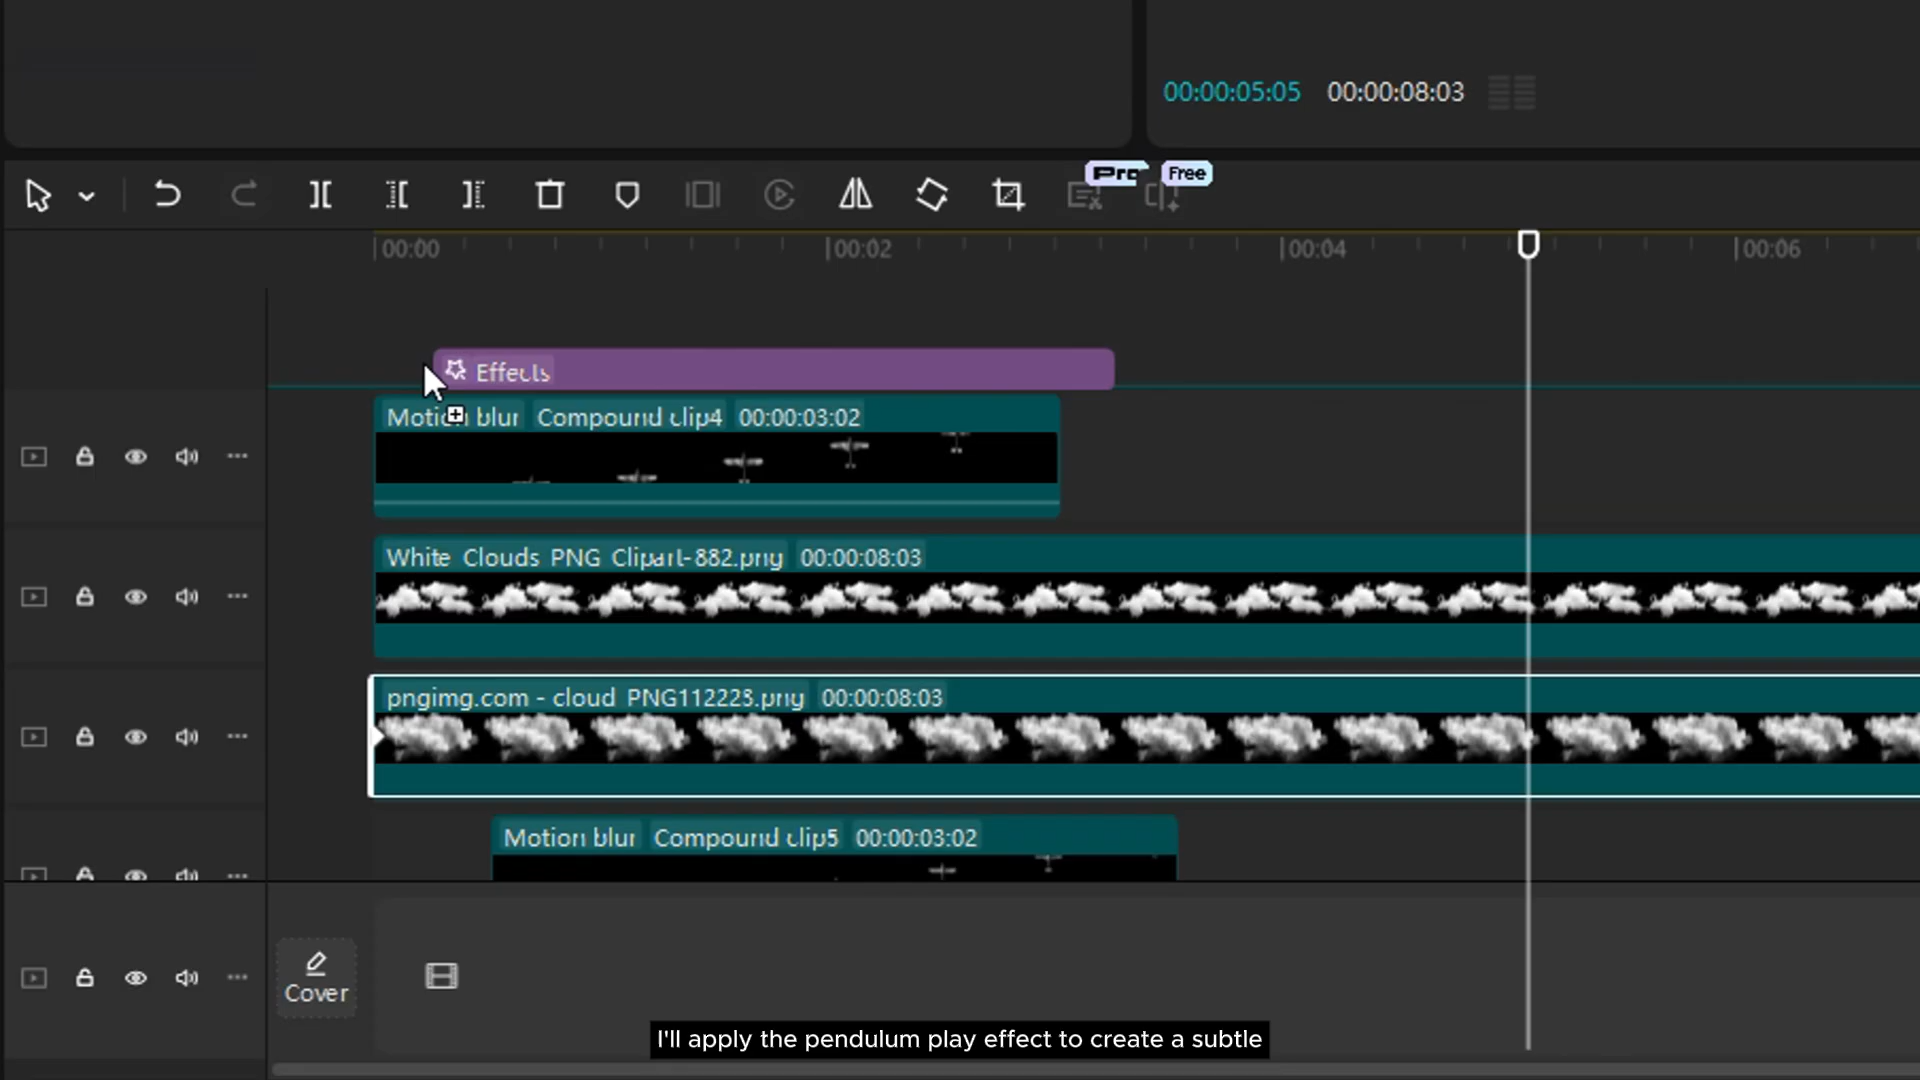 00:00:05:05 00:00:08:03
Pro Free
00:00 00:02 00:04 00:06
Effects
Motion blur Compound clip4 00:00:03:02
White Clouds PNG Clipart-882.png 00:00:08:03
pngimg.com - cloud PNG112223.png 00:00:08:03
Motion blur Compound clip5 00:00:03:02
Cover
I'll apply the pendulum play effect to create a subtle